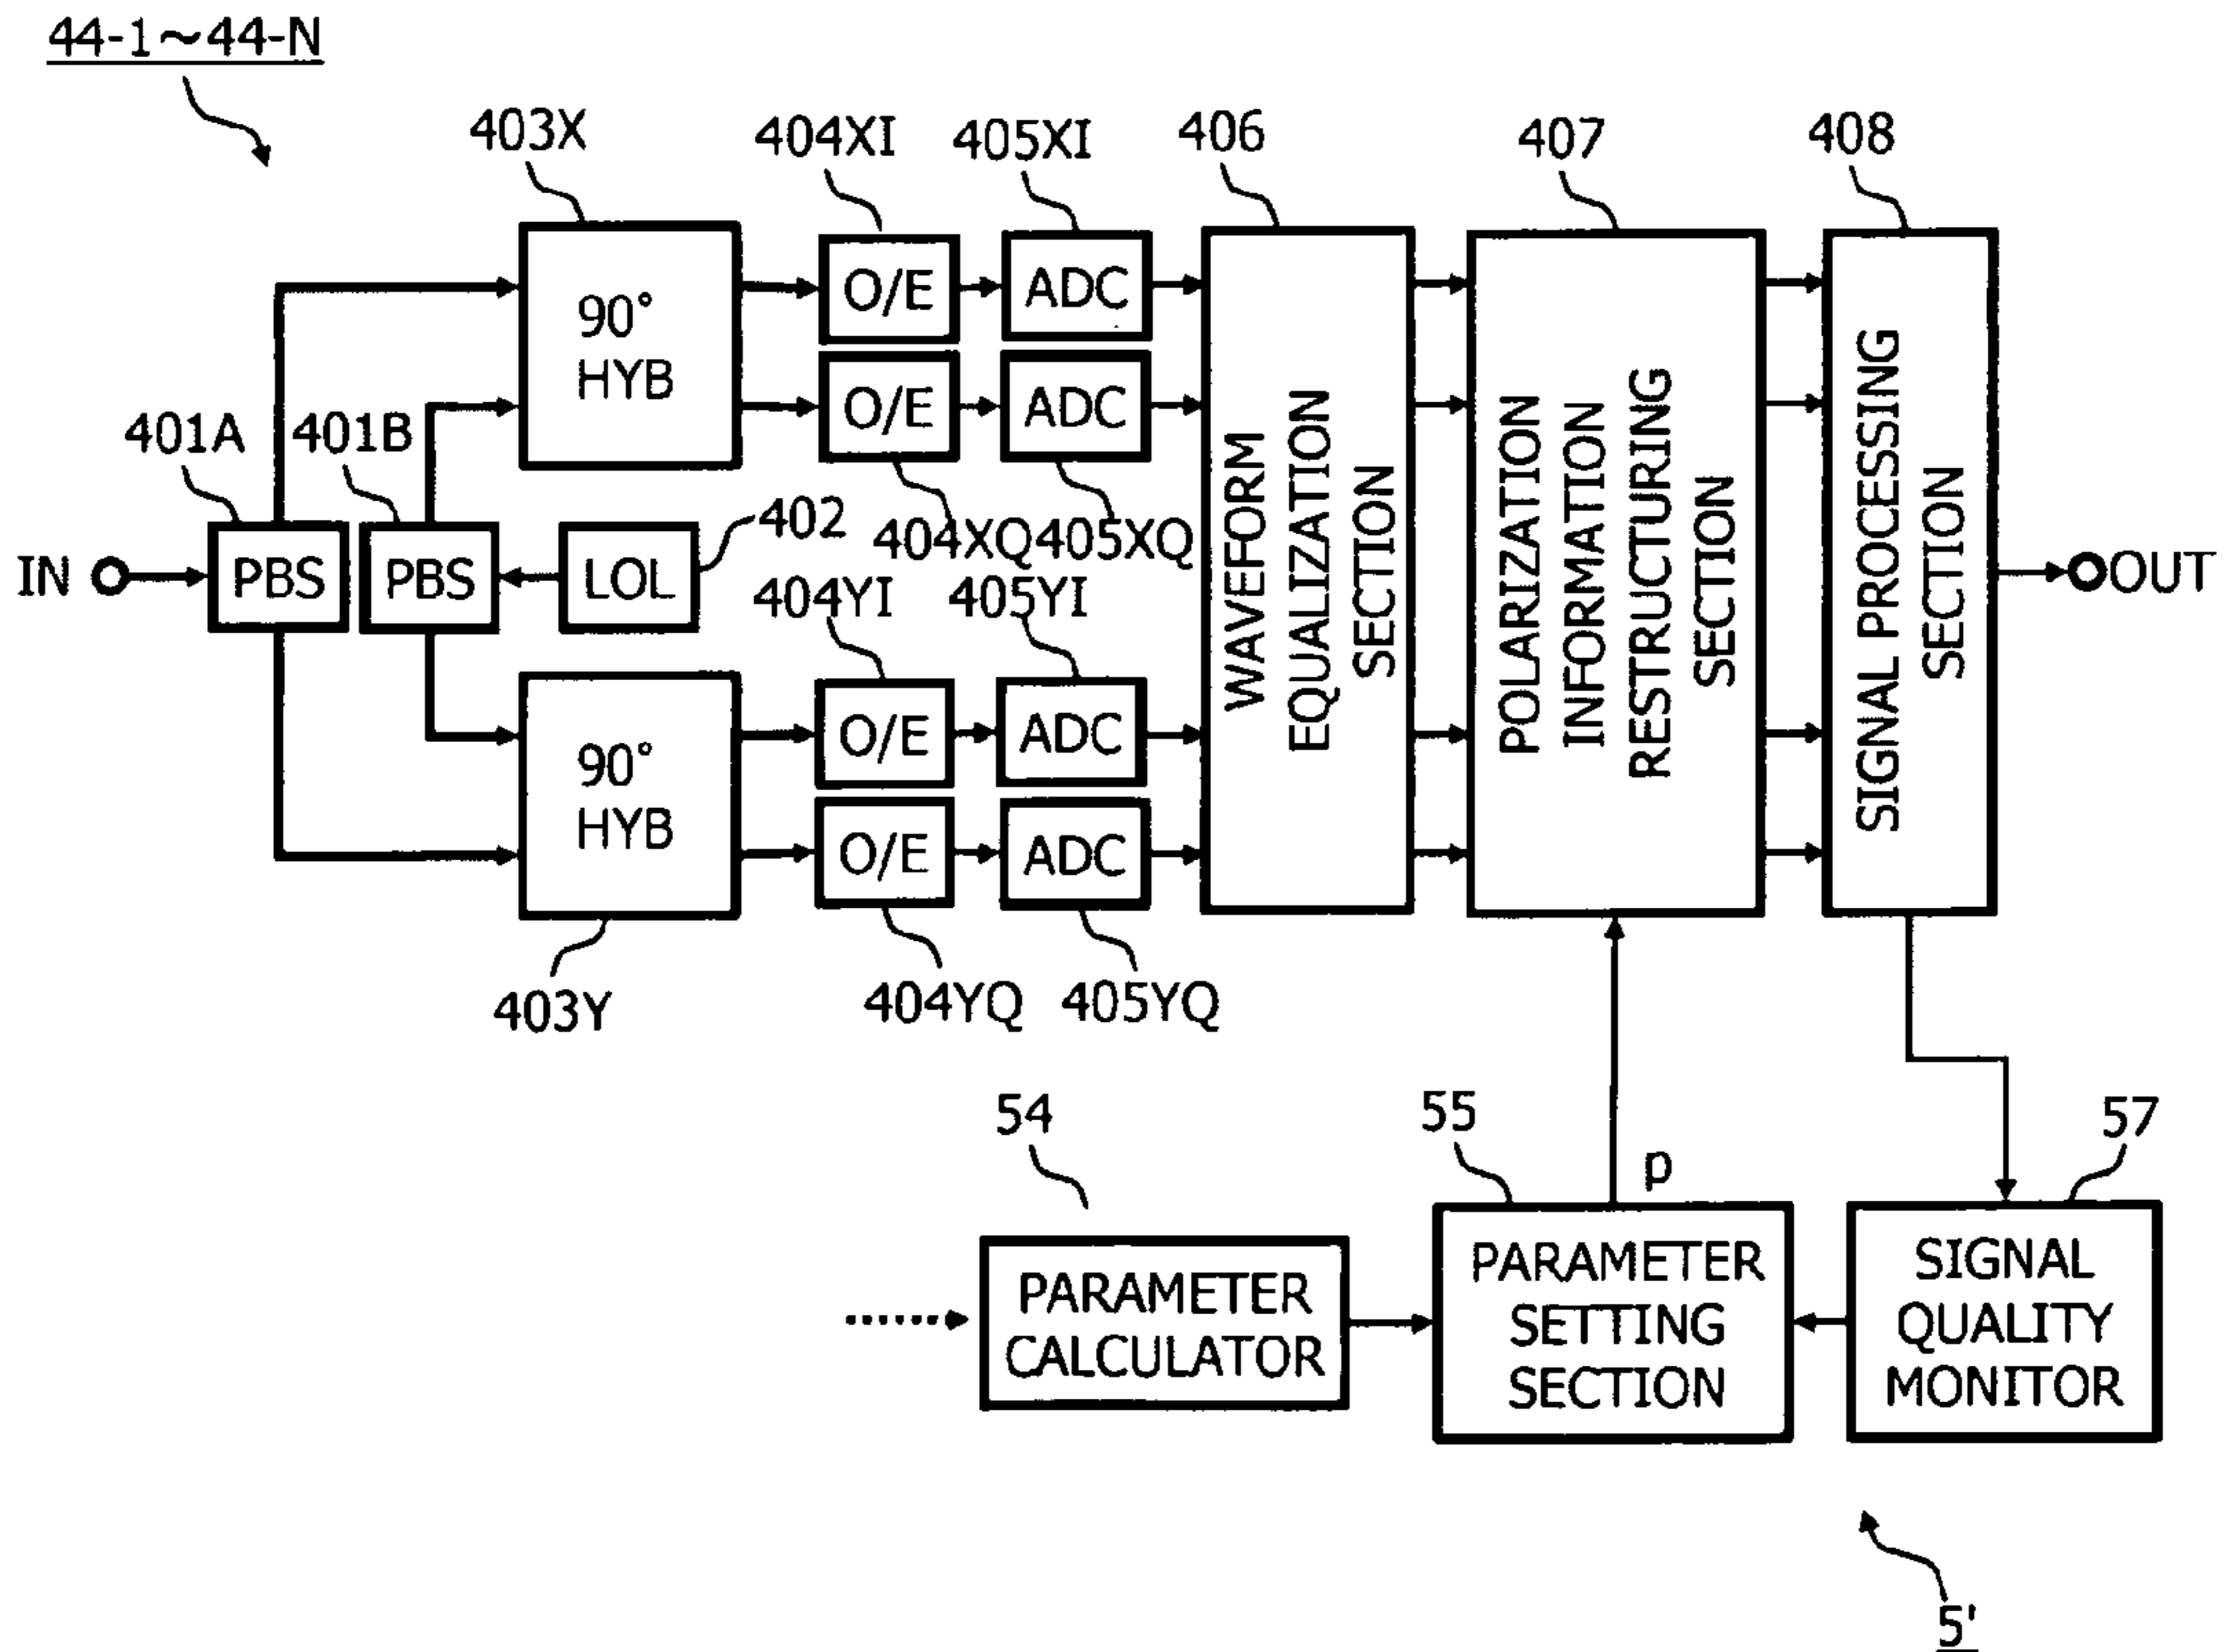 44-1~44-N
403X
404XI
405XI
406
407
408
90°
HYB
O/E
ADC
O/E
ADC
401A
401B
402
404XQ
405XQ
IN
PBS
PBS
LOL
404YI
405YI
WAVEFORM
EQUALIZATION
SECTION
POLARIZATION
INFORMATION
RESTRUCTURING
SECTION
SIGNAL PROCESSING
SECTION
OUT
90°
HYB
O/E
ADC
O/E
ADC
403Y
404YQ
405YQ
54
55
p
57
PARAMETER
CALCULATOR
PARAMETER
SETTING
SECTION
SIGNAL
QUALITY
MONITOR
5'